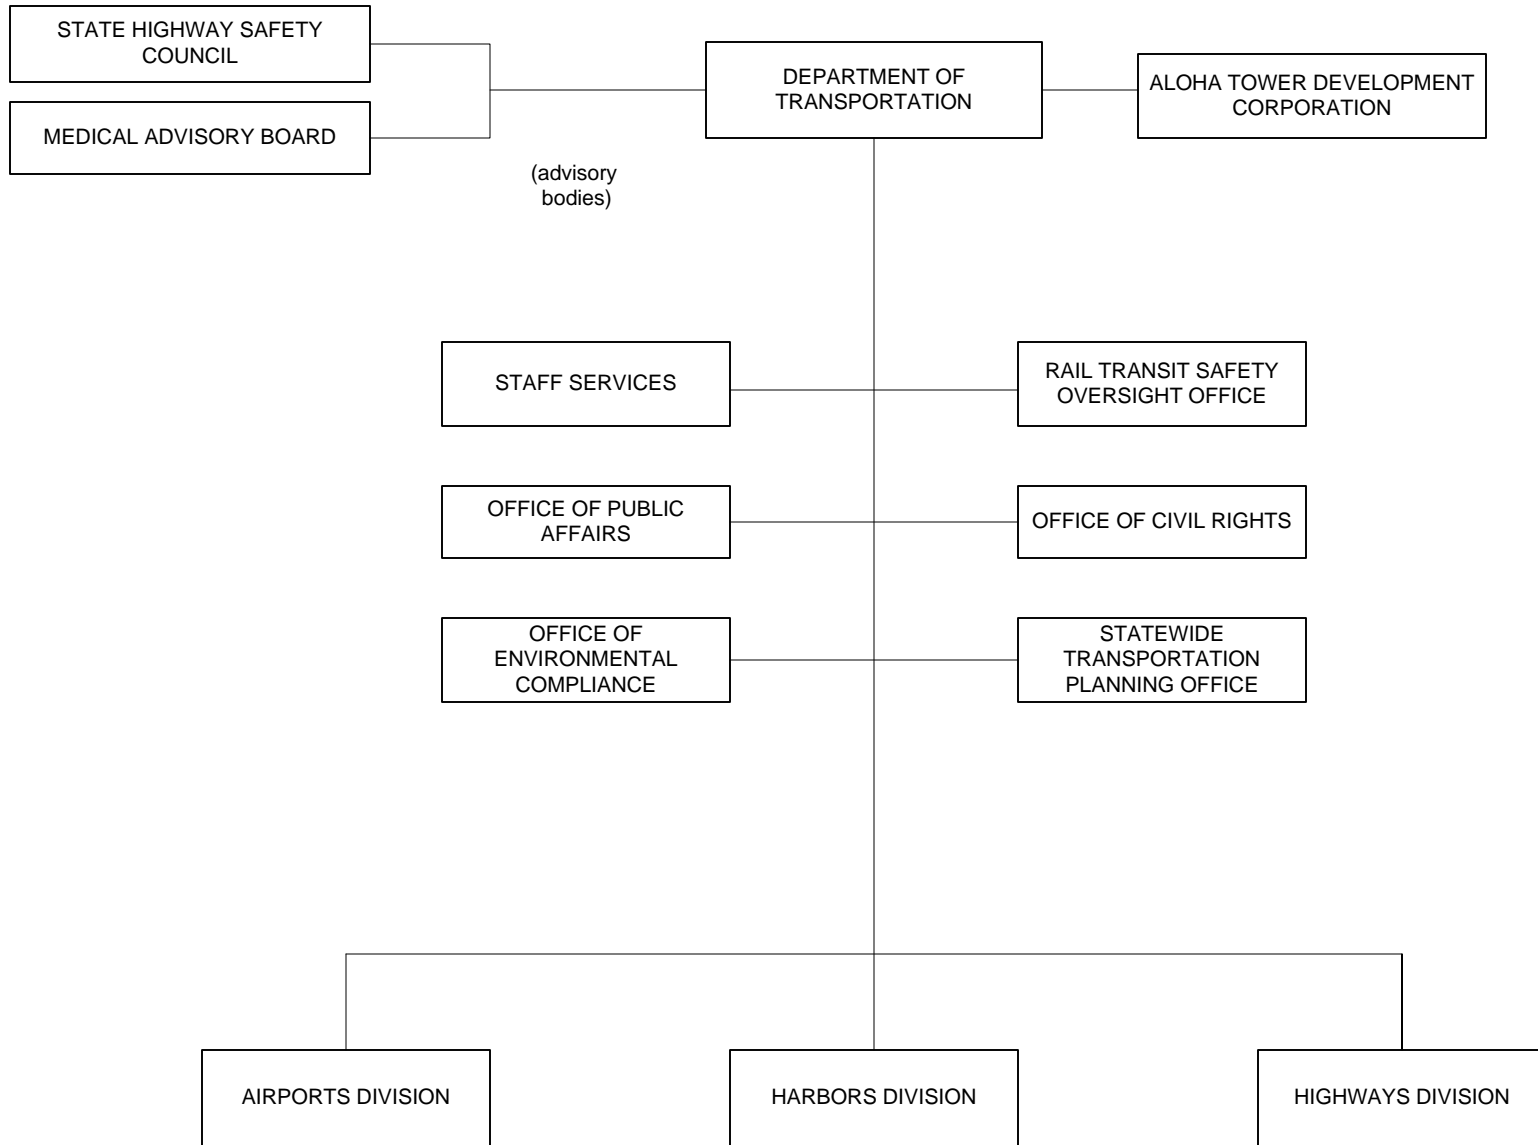 STATE HIGHWAY SAFETY
COUNCIL
MEDICAL ADVISORY BOARD
(advisory
bodies)
DEPARTMENT OF
TRANSPORTATION
ALOHA TOWER DEVELOPMENT
CORPORATION
STAFF SERVICES
RAIL TRANSIT SAFETY
OVERSIGHT OFFICE
OFFICE OF PUBLIC
AFFAIRS
OFFICE OF CIVIL RIGHTS
OFFICE OF
ENVIRONMENTAL
COMPLIANCE
STATEWIDE
TRANSPORTATION
PLANNING OFFICE
AIRPORTS DIVISION
HARBORS DIVISION
HIGHWAYS DIVISION